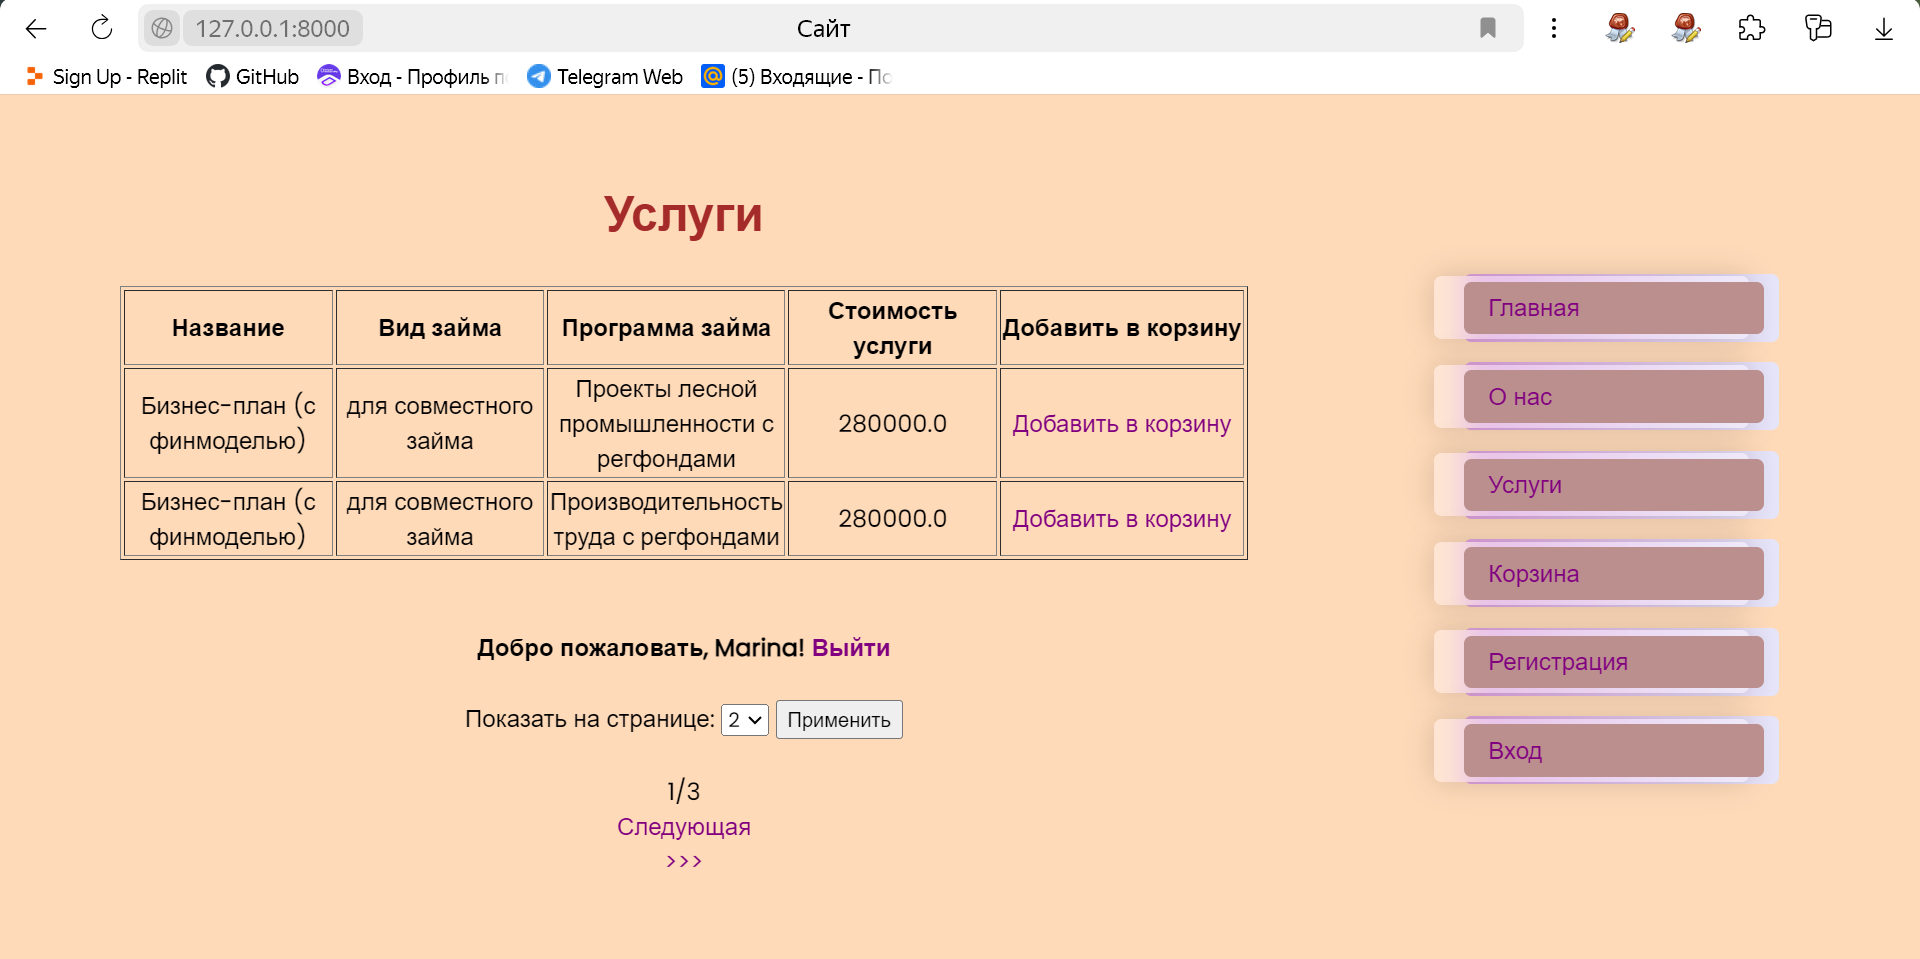 127.0.0.1:8000
Сайт
Sign Up - Replit
GitHub
Вход - Профиль
Telegram Web
(5) Входящие -
Услуги
Название
Вид займа
Программа займа
Стоимость
услуги
Добавить в корзину
Бизнес-план (с
финмоделью)
для совместного
займа
Проекты лесной
промышленности с
регфондами
280000.0
Добавить в корзину
Бизнес-план (с
финмоделью)
для совместного
займа
Производительность
труда с регфондами
280000.0
Добавить в корзину
Добро пожаловать, Marina! Выйти
Показать на странице: 2 Применить
1/3
Следующая
>>>
Главная
О нас
Услуги
Корзина
Регистрация
Вход